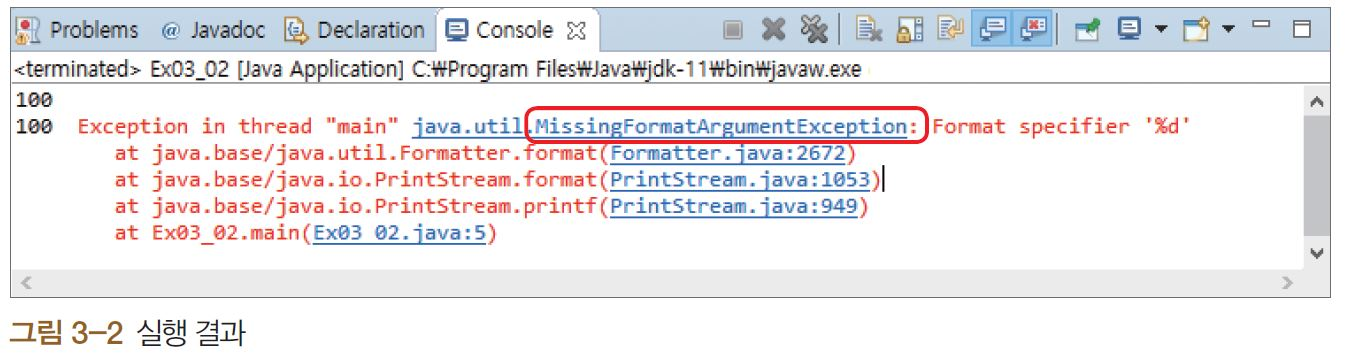 Problems @ Javadoc Declaration Console
<terminated> Ex03_02 [Java Application] C:₩Program Files₩Java₩jdk-11₩bin₩javaw.exe
100
100 Exception in thread "main" java.util.MissingFormatArgumentException: Format specifier '%d'
at java.base/java.util.Formatter.format(Formatter.java:2672)
at java.base/java.io.PrintStream.format(PrintStream.java:1053)
at java.base/java.io.PrintStream.printf(PrintStream.java:949)
at Ex03_02.main(Ex03_02.java:5)
그림 3-2 실행 결과